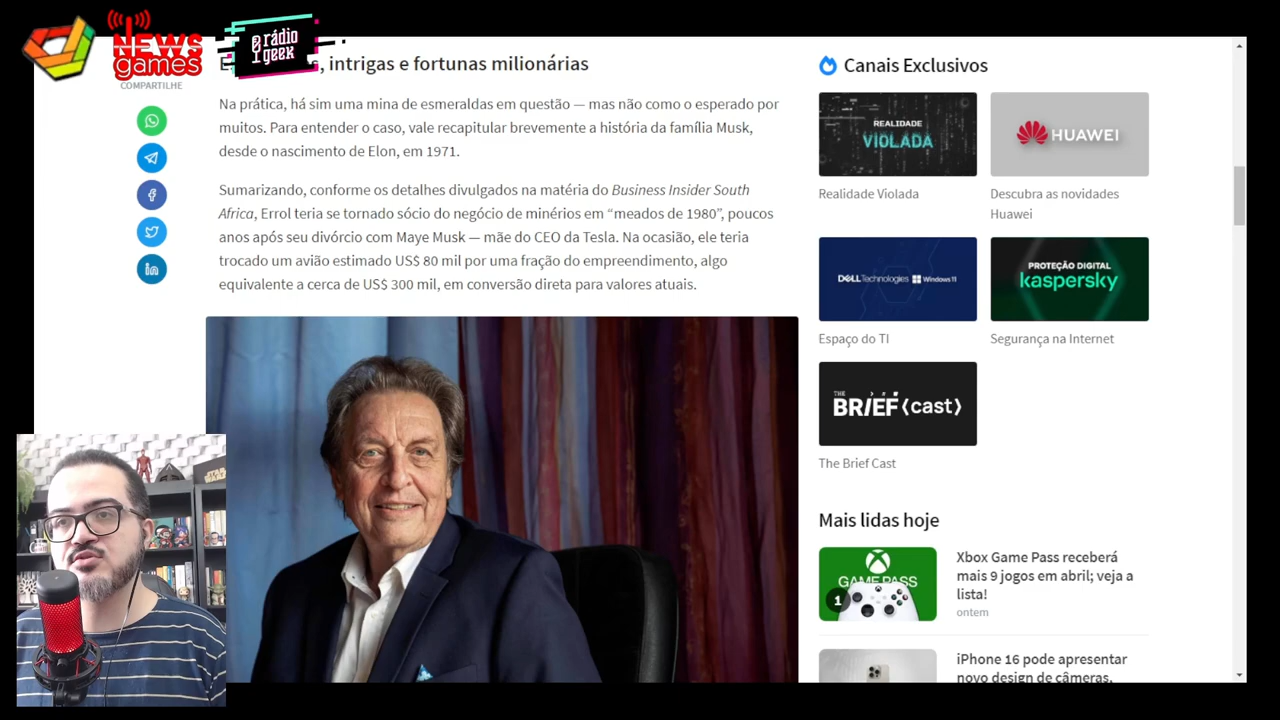 NEWS
games
rádio
geek
COMPARTILHE
, intrigas e fortunas milionárias
Na prática, há sim uma mina de esmeraldas em questão — mas não como o esperado por
muitos. Para entender o caso, vale recapitular brevemente a história da família Musk,
desde o nascimento de Elon, em 1971.
Sumarizando, conforme os detalhes divulgados na matéria do Business Insider South
Africa, Errol teria se tornado sócio do negócio de minérios em “meados de 1980”, poucos
anos após seu divórcio com Maye Musk — mãe do CEO da Tesla. Na ocasião, ele teria
trocado um avião estimado US$ 80 mil por uma fração do empreendimento, algo
equivalente a cerca de US$ 300 mil, em conversão direta para valores atuais.
Canais Exclusivos
REALIDADE
VIOLADA
Realidade Violada
HUAWEI
Descubra as novidades
Huawei
DELL Technologies Windows 11
Espaço do TI
PROTEÇÃO DIGITAL
kaspersky
Segurança na Internet
THE
BRIEF (cast)
The Brief Cast
Mais lidas hoje
GAME PASS
1
Xbox Game Pass receberá
mais 9 jogos em abril; veja a
lista!
ontem
iPhone 16 pode apresentar
novo design de câmeras,
STAR
WARS